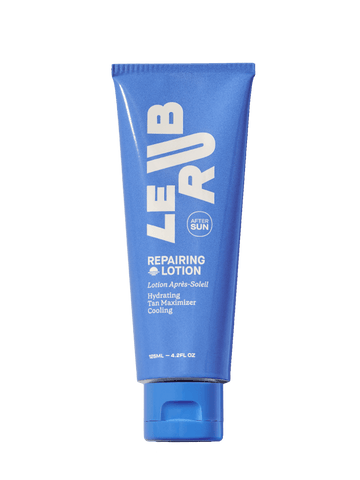 LE RUB
AFTER
SUN
REPAIRING
LOTION
Lotion Après-Soleil
Hydrating
Tan Maximizer
Cooling
125ML — 4.2FL OZ